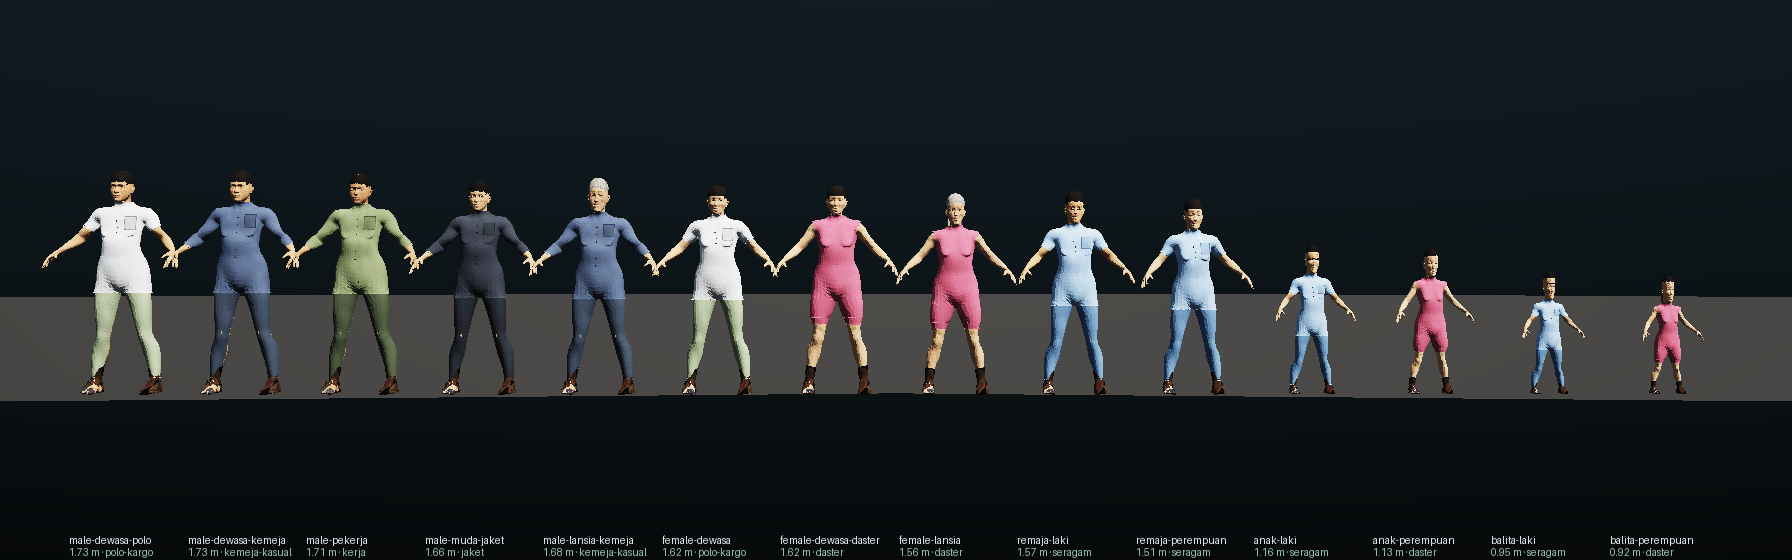 male-dewasa-polo
1.73 m · polo-kargo
male-dewasa-kemeja
1.73 m · kemeja-kasual
male-pekerja
1.71 m · kerja
male-muda-jaket
1.66 m · jaket
male-lansia-kemeja
1.68 m · kemeja-kasual
female-dewasa
1.62 m · polo-kargo
female-dewasa-daster
1.62 m · daster
female-lansia
1.56 m · daster
remaja-laki
1.57 m · seragam
remaja-perempuan
1.51 m · seragam
anak-laki
1.16 m · seragam
anak-perempuan
1.13 m · daster
balita-laki
0.95 m · seragam
balita-perempuan
0.92 m · daster